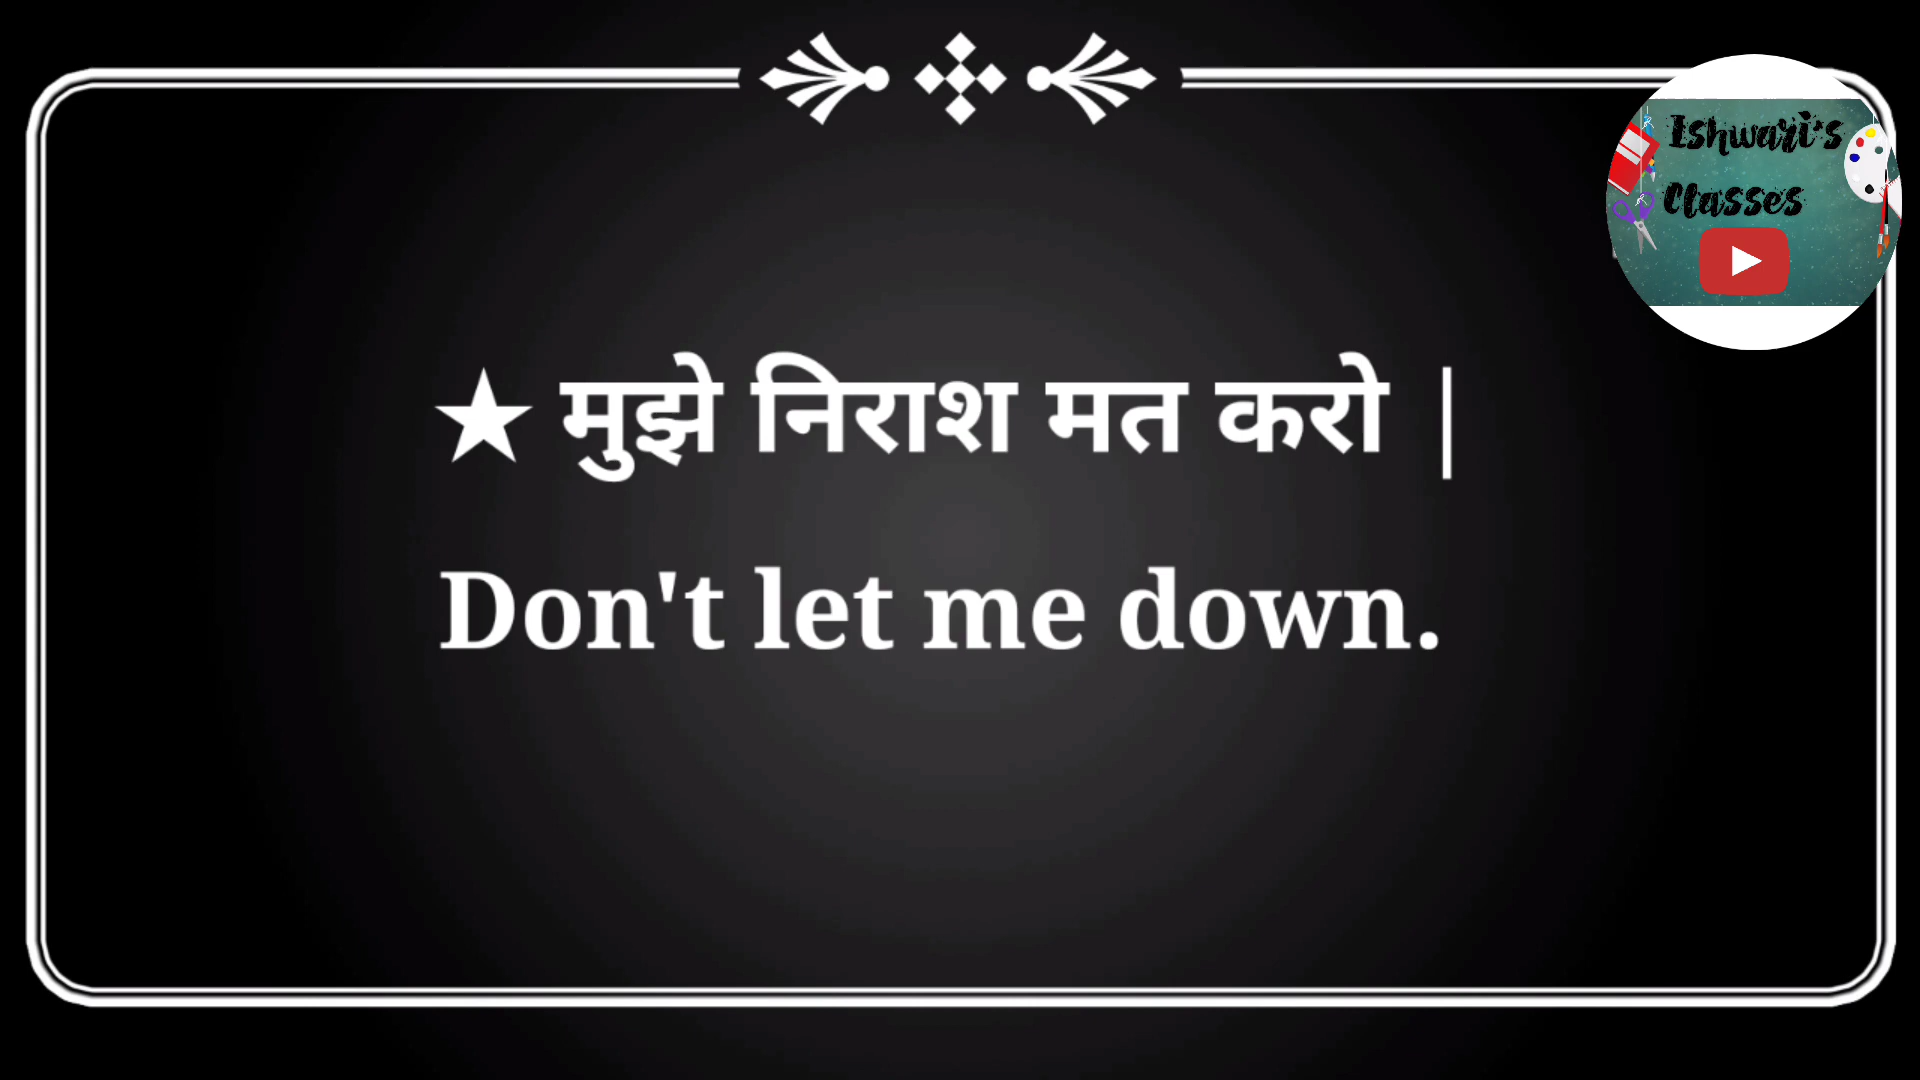 Ishwari's
Classes
★ मुझे निराश मत करो |
Don't let me down.